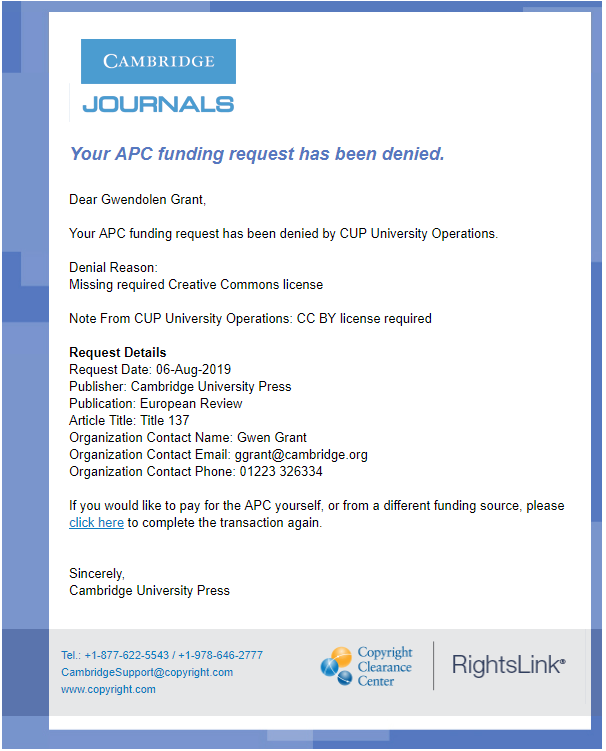 CAMBRIDGE
JOURNALS
Your APC funding request has been denied.
Dear Gwendolen Grant,
Your APC funding request has been denied by CUP University Operations.
Denial Reason:
Missing required Creative Commons license
Note From CUP University Operations: CC BY license required
Request Details
Request Date: 06-Aug-2019
Publisher: Cambridge University Press
Publication: European Review
Article Title: Title 137
Organization Contact Name: Gwen Grant
Organization Contact Email: ggrant@cambridge.org
Organization Contact Phone: 01223 326334
If you would like to pay for the APC yourself, or from a different funding source, please
click here to complete the transaction again.
Sincerely,
Cambridge University Press
Tel.: +1-877-622-5543 / +1-978-646-2777
CambridgeSupport@copyright.com
www.copyright.com
Copyright
Clearance
Center
RightsLink®